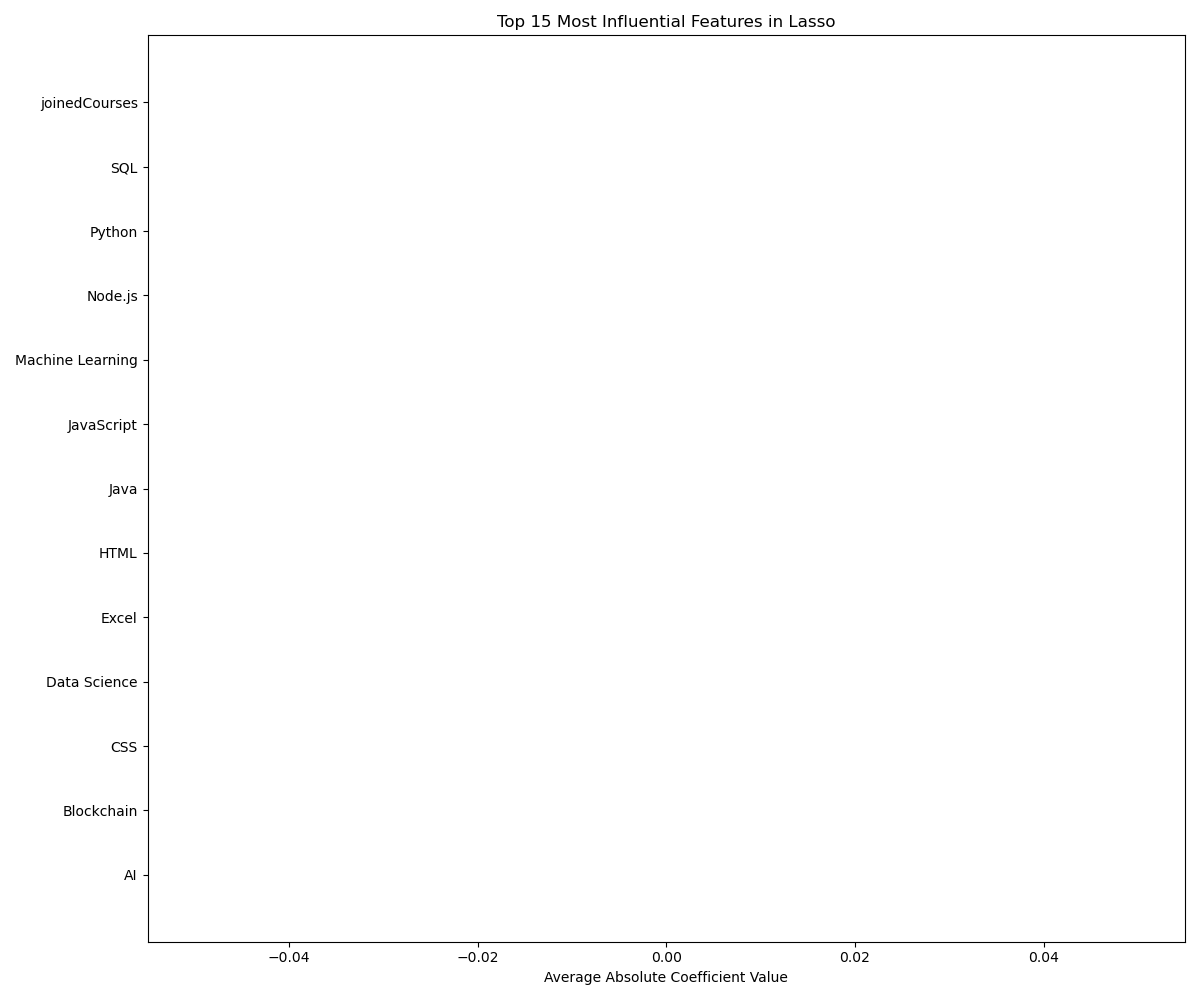 Top 15 Most Influential Features in Lasso
joinedCourses
SQL
Python
Node.js
Machine Learning
JavaScript
Java
HTML
Excel
Data Science
CSS
Blockchain
AI
−0.04 −0.02 0.00 0.02 0.04
Average Absolute Coefficient Value